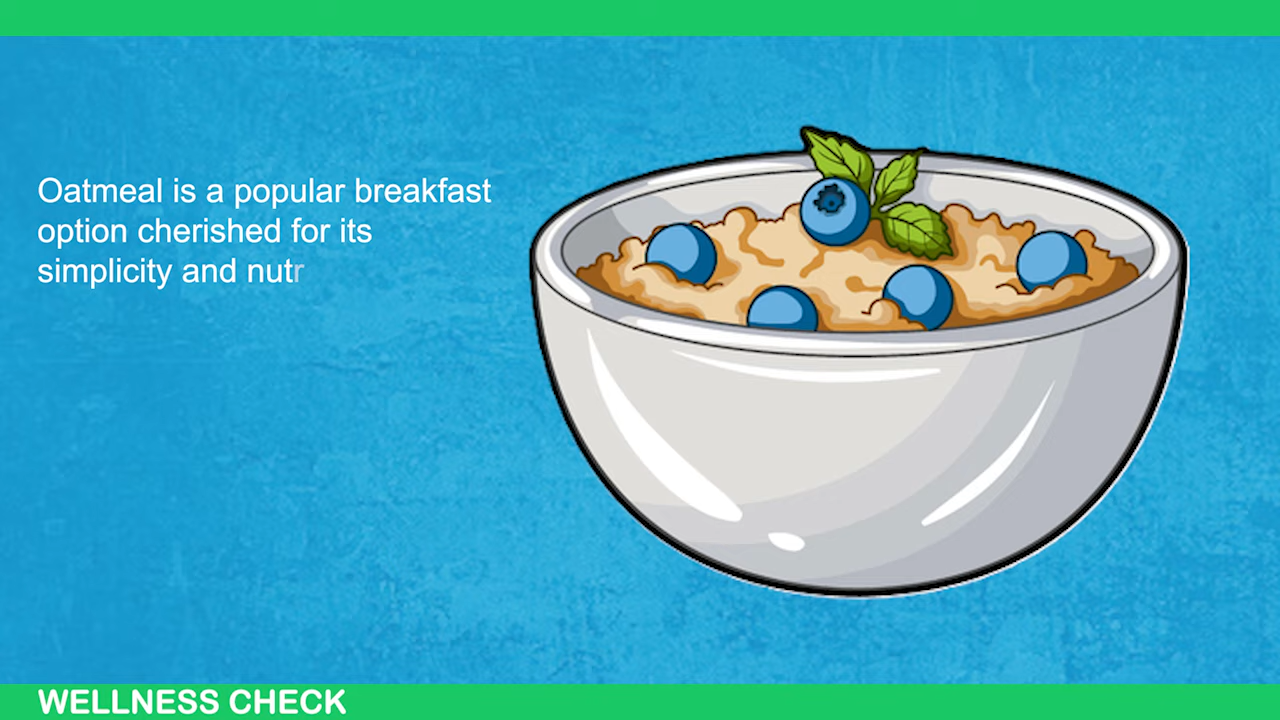 Oatmeal is a popular breakfast
option cherished for its
simplicity and nutr
WELLNESS CHECK